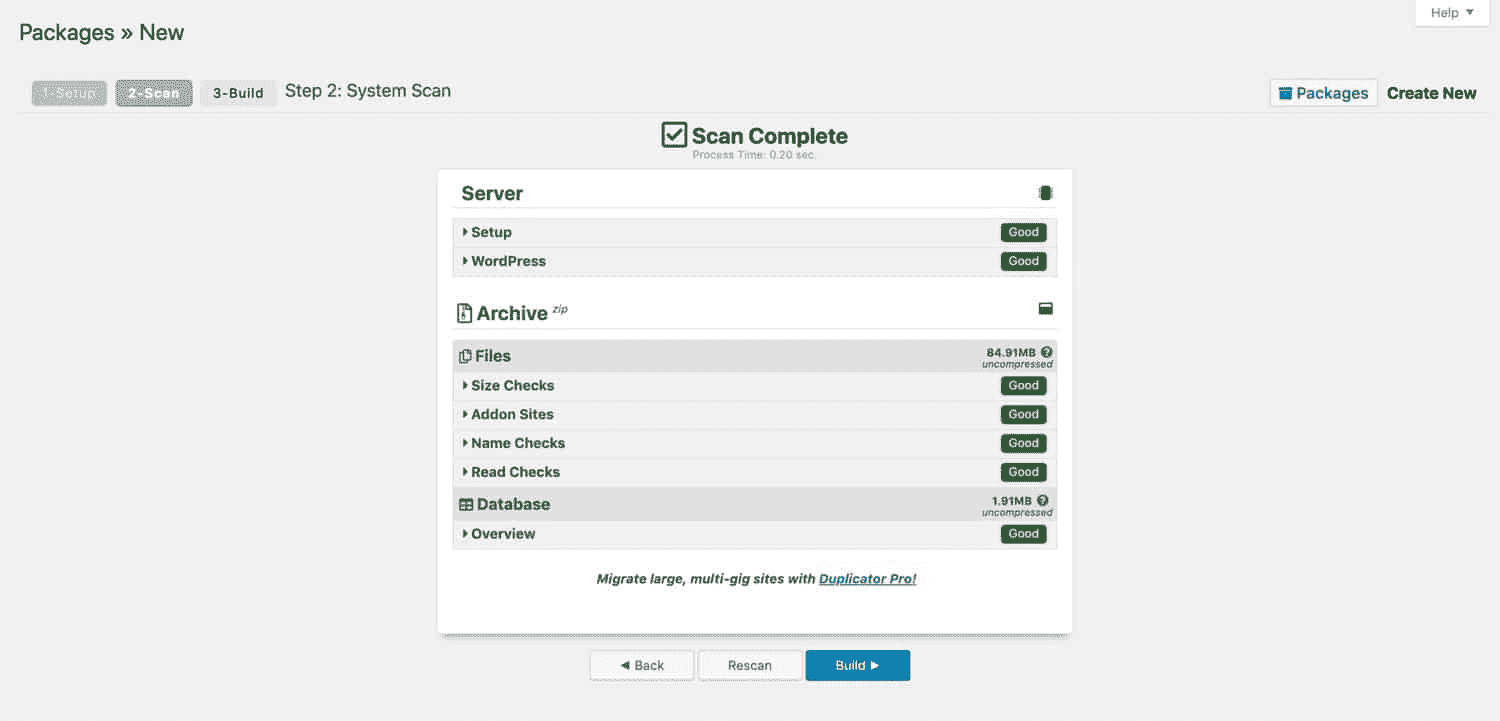 Help
Packages » New
1-Setup 2-Scan 3-Build Step 2: System Scan Packages Create New
Scan Complete
Process Time: 0.20 sec.
Server
Setup Good
WordPress Good
Archive zip
Files 84.91MB
uncompressed
Size Checks Good
Addon Sites Good
Name Checks Good
Read Checks Good
Database 1.91MB
uncompressed
Overview Good
Migrate large, multi-gig sites with Duplicator Pro!
Back Rescan Build